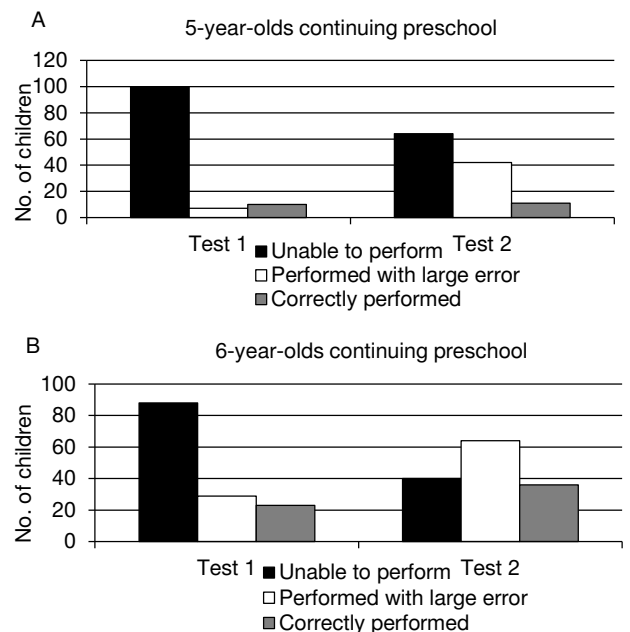 A
5-year-olds continuing preschool
No. of children
120
100
80
60
40
20
0
Test 1
Test 2
Unable to perform
Performed with large error
Correctly performed
B
6-year-olds continuing preschool
No. of children
100
80
60
40
20
0
Test 1
Test 2
Unable to perform
Performed with large error
Correctly performed